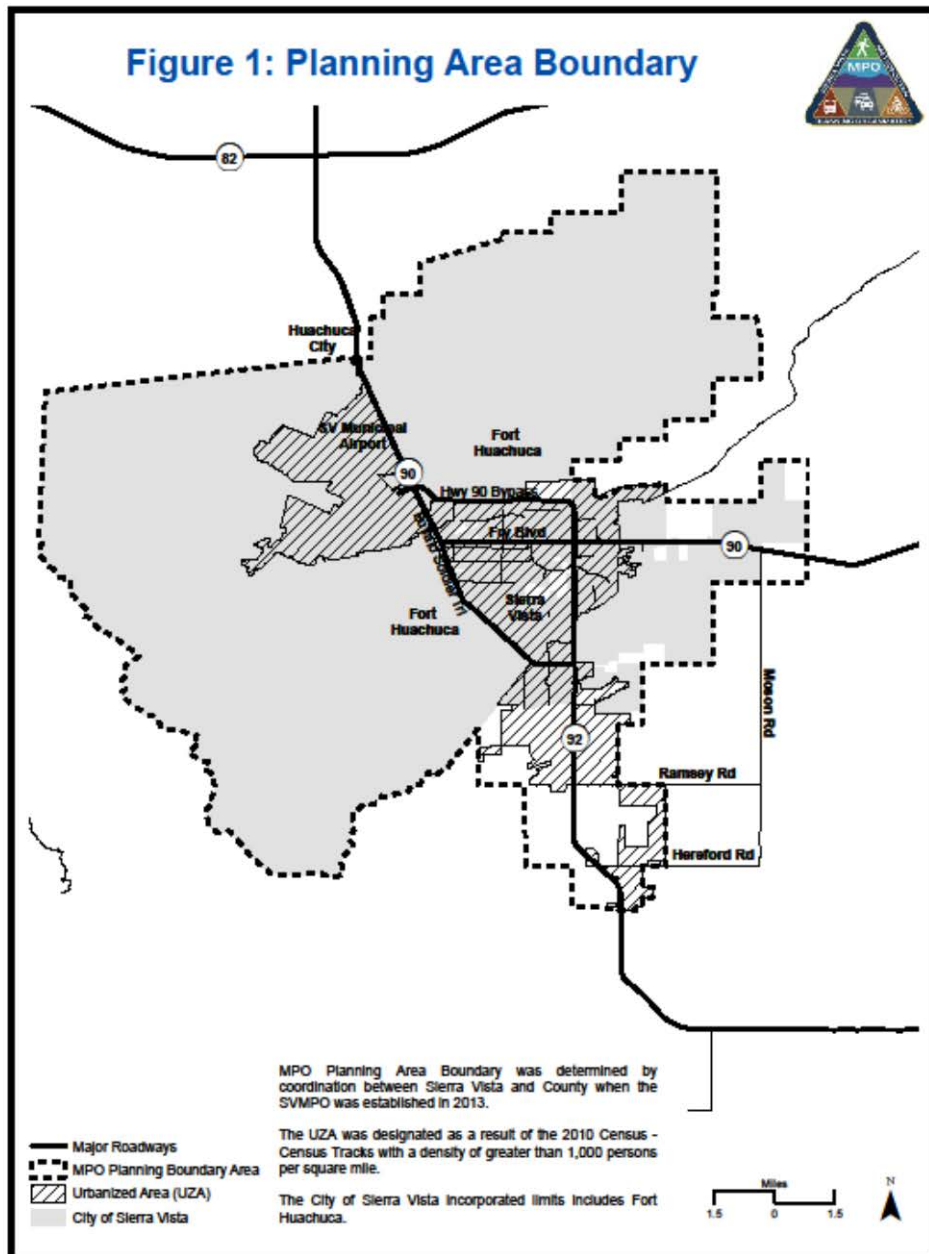 Figure 1: Planning Area Boundary
MPO
82
Huachuca
City
SV Municipal
Airport
Fort
Huachuca
90
Hwy 90 Bypass
Fry Blvd
90
Buffalo Soldier Trl
Sierra
Vista
Fort
Huachuca
Moson Rd
92
Ramsey Rd
Hereford Rd
MPO Planning Area Boundary was determined by
coordination between Sierra Vista and County when the
SVMPO was established in 2013.
The UZA was designated as a result of the 2010 Census -
Census Tracks with a density of greater than 1,000 persons
per square mile.
The City of Sierra Vista incorporated limits includes Fort
Huachuca.
Major Roadways
MPO Planning Boundary Area
Urbanized Area (UZA)
City of Sierra Vista
Miles
1.5 0 1.5
N